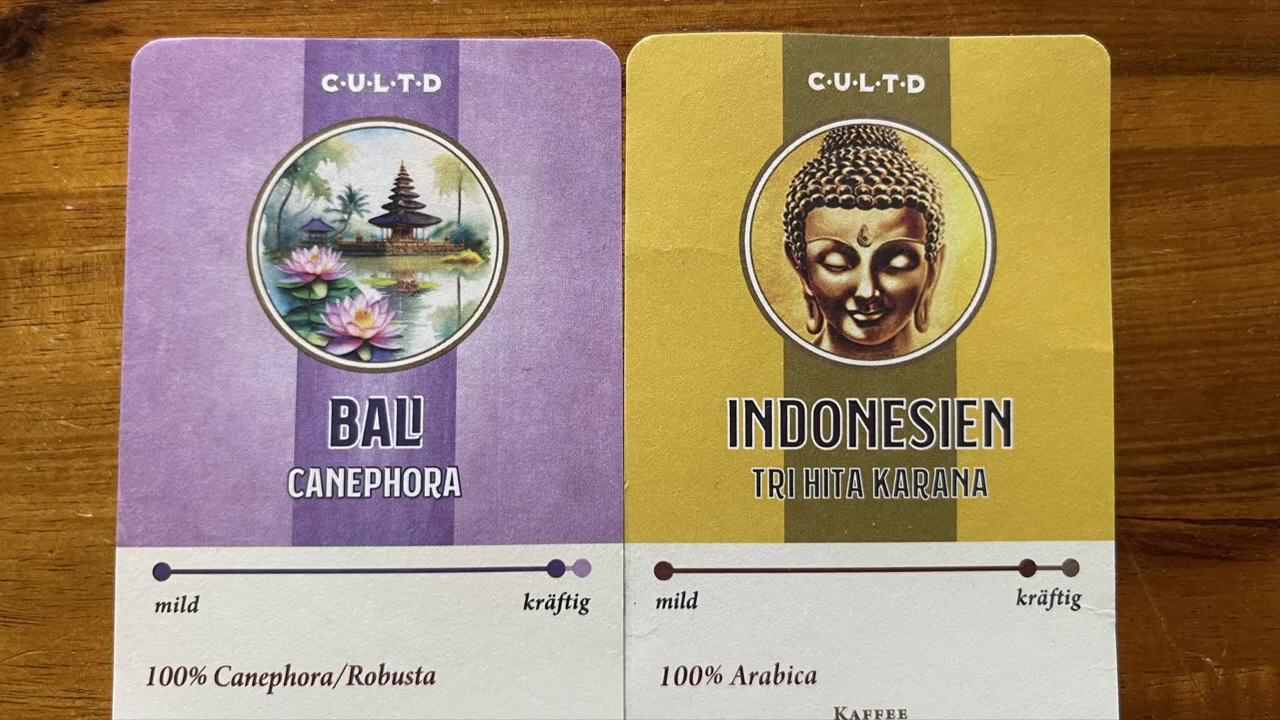 C·U·L·T·D
BALI
CANEPHORA
mild kräftig
100% Canephora/Robusta
C·U·L·T·D
INDONESIEN
TRI HITA KARANA
mild kräftig
100% Arabica
KAFFEE